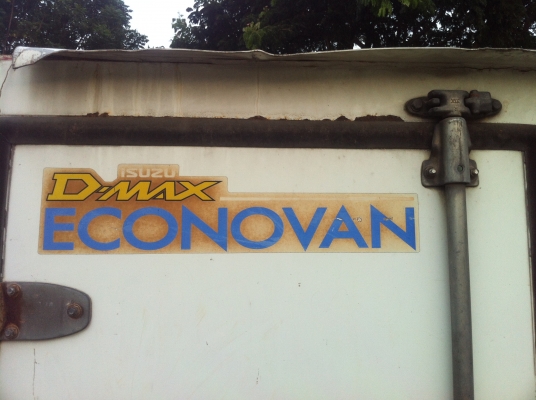 ISUZU
D-MAX
ECONOVAN